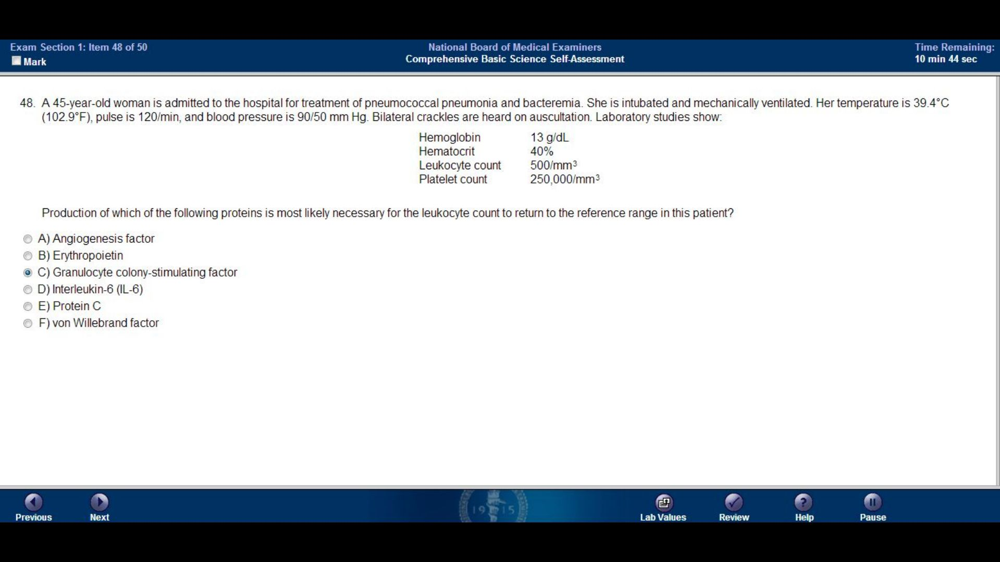 Exam Section 1: Item 48 of 50
Mark
National Board of Medical Examiners
Comprehensive Basic Science Self-Assessment
Time Remaining:
10 min 44 sec
48. A 45-year-old woman is admitted to the hospital for treatment of pneumococcal pneumonia and bacteremia. She is intubated and mechanically ventilated. Her temperature is 39.4°C
(102.9°F), pulse is 120/min, and blood pressure is 90/50 mm Hg. Bilateral crackles are heard on auscultation. Laboratory studies show:
Hemoglobin 13 g/dL
Hematocrit 40%
Leukocyte count 500/mm³
Platelet count 250,000/mm³
Production of which of the following proteins is most likely necessary for the leukocyte count to return to the reference range in this patient?
A) Angiogenesis factor
B) Erythropoietin
C) Granulocyte colony-stimulating factor
D) Interleukin-6 (IL-6)
E) Protein C
F) von Willebrand factor
1915
Previous
Next
Lab Values
Review
Help
Pause